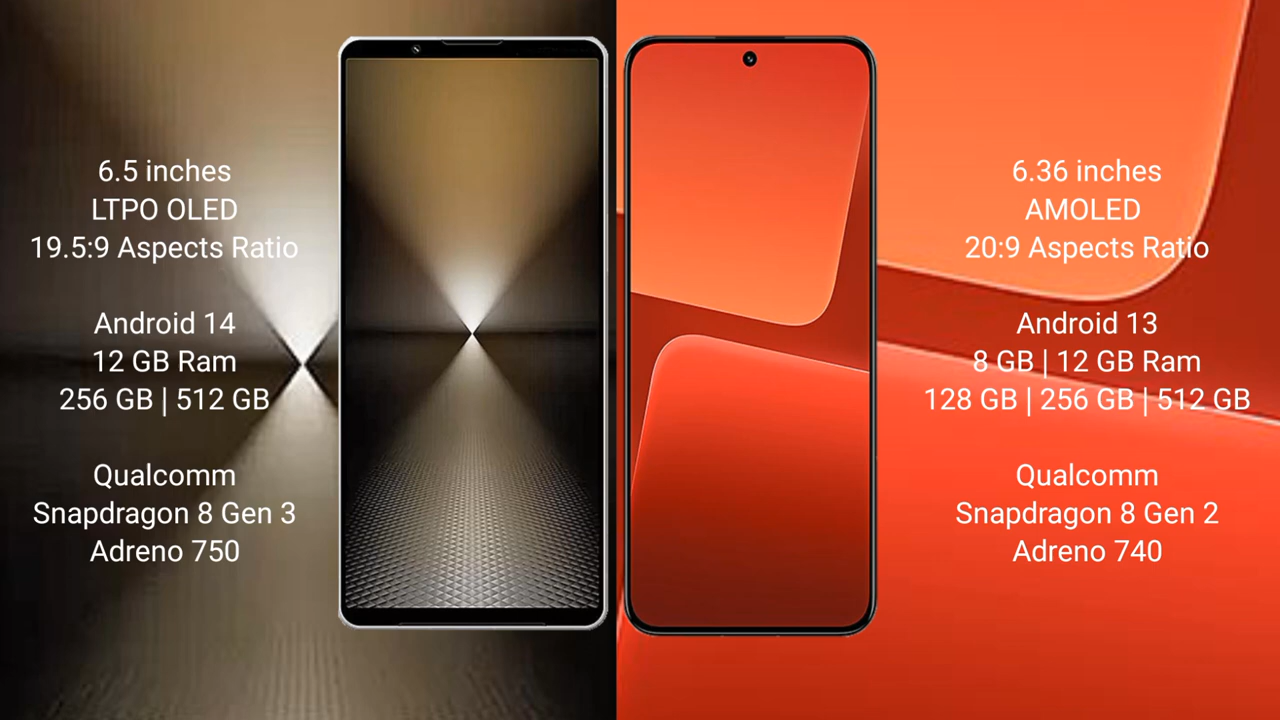 6.5 inches
LTPO OLED
19.5:9 Aspects Ratio
Android 14
12 GB Ram
256 GB | 512 GB
Qualcomm
Snapdragon 8 Gen 3
Adreno 750
6.36 inches
AMOLED
20:9 Aspects Ratio
Android 13
8 GB | 12 GB Ram
128 GB | 256 GB | 512 GB
Qualcomm
Snapdragon 8 Gen 2
Adreno 740